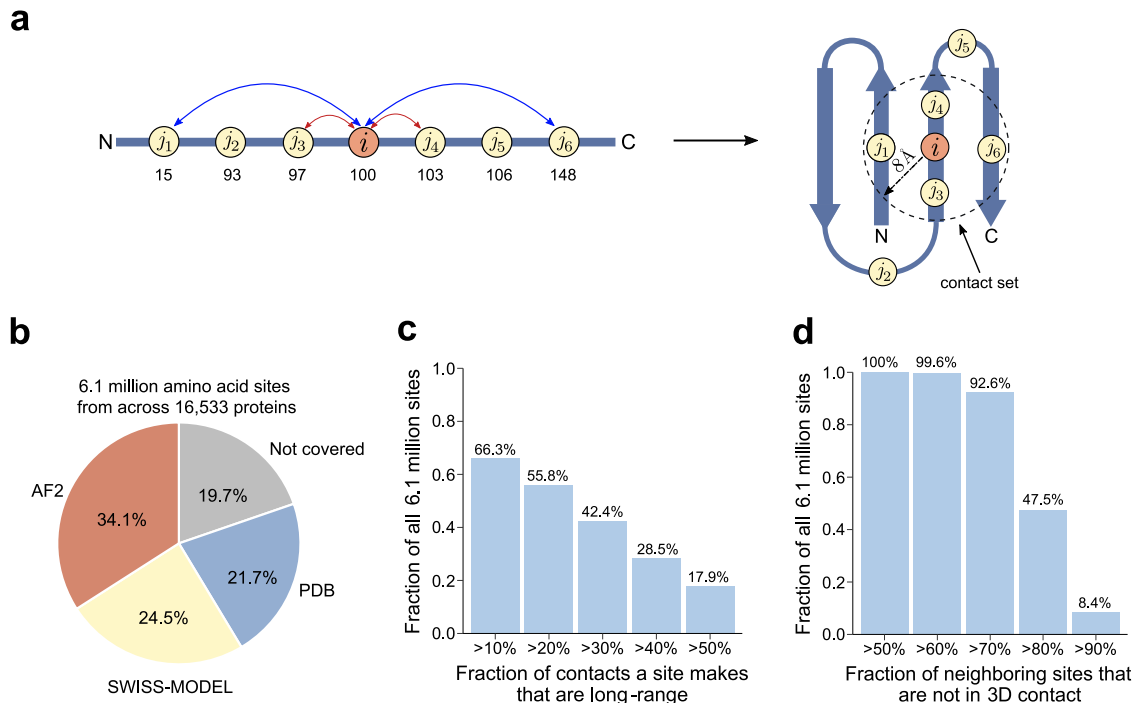 a
N
j1
j2
j3
i
j4
j5
j6
C
15
93
97
100
103
106
148
j5
j4
j1
i
j6
8Å
j3
N
C
j2
contact set
b
6.1 million amino acid sites
from across 16,533 proteins
Not covered
AF2
19.7%
34.1%
21.7%
PDB
24.5%
SWISS-MODEL
c
Fraction of all 6.1 million sites
1.0
0.8
0.6
0.4
0.2
0.0
66.3%
55.8%
42.4%
28.5%
17.9%
>10%
>20%
>30%
>40%
>50%
Fraction of contacts a site makes
that are long-range
d
Fraction of all 6.1 million sites
1.0
0.8
0.6
0.4
0.2
0.0
100%
99.6%
92.6%
47.5%
8.4%
>50%
>60%
>70%
>80%
>90%
Fraction of neighboring sites that
are not in 3D contact